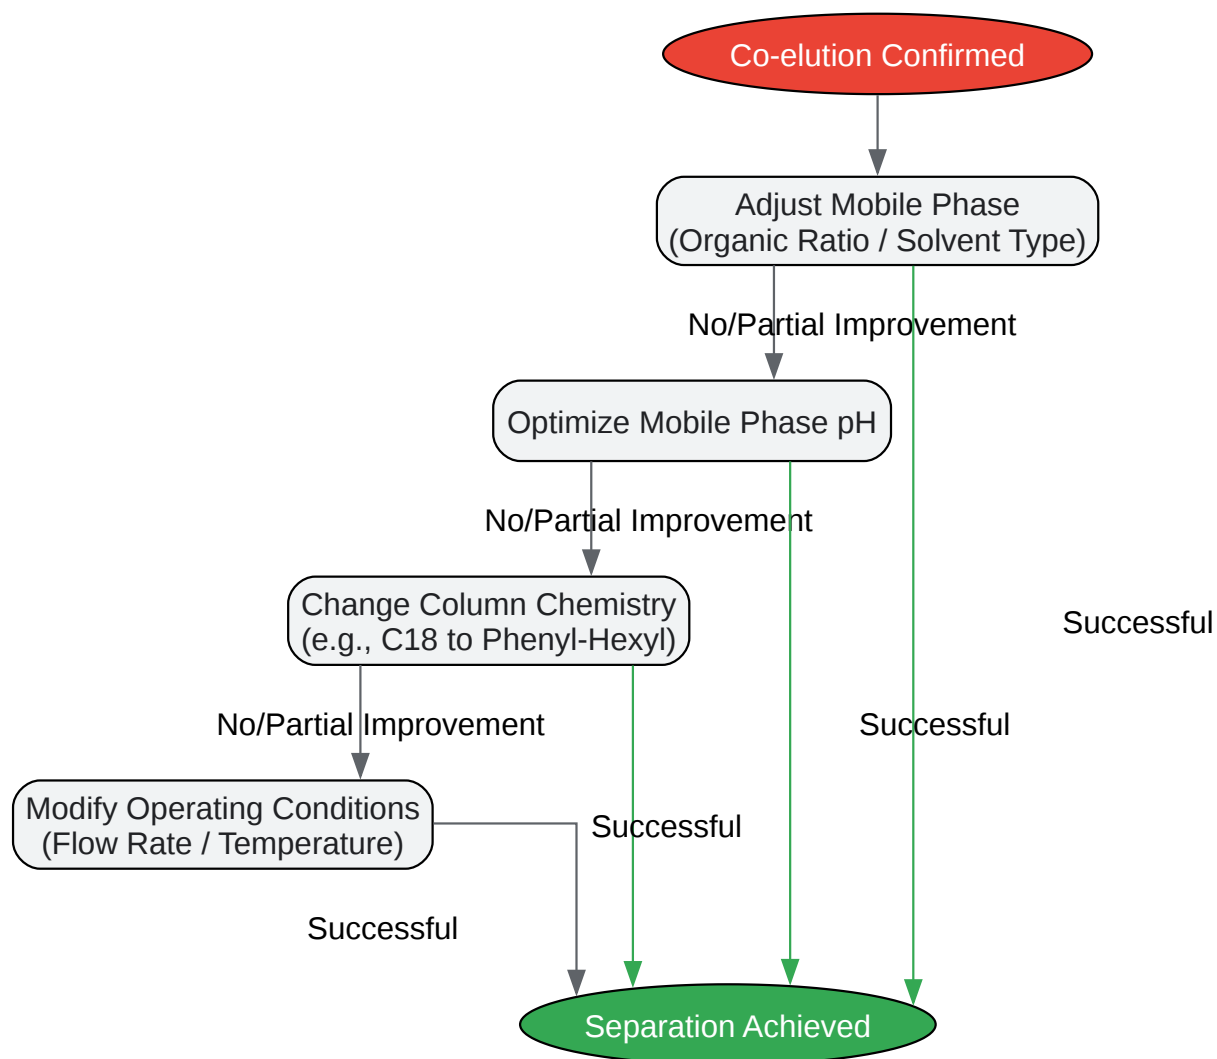 Co-elution Confirmed
Adjust Mobile Phase
(Organic Ratio / Solvent Type)
No/Partial Improvement
Optimize Mobile Phase pH
No/Partial Improvement
Change Column Chemistry
(e.g., C18 to Phenyl-Hexyl)
Successful
No/Partial Improvement
Successful
Modify Operating Conditions
(Flow Rate / Temperature)
Successful
Successful
Separation Achieved